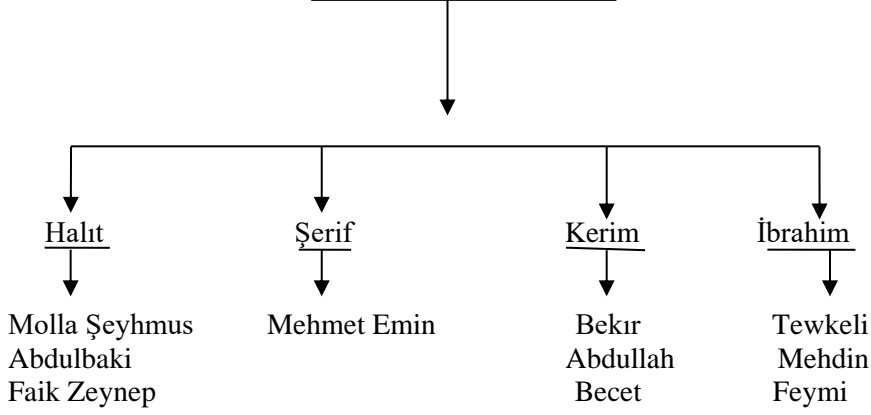 Halıt Şerif Kerim İbrahim
Molla Şeyhmus Mehmet Emin Bekır Tewkeli
Abdulbaki Abdullah Mehdin
Faik Zeynep Becet Feymi